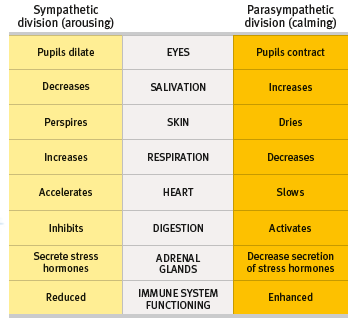 Sympathetic
division (arousing)
Parasympathetic
division (calming)
Pupils dilate
EYES
Pupils contract
Decreases
SALIVATION
Increases
Perspires
SKIN
Dries
Increases
RESPIRATION
Decreases
Accelerates
HEART
Slows
Inhibits
DIGESTION
Activates
Secrete stress
hormones
ADRENAL
GLANDS
Decrease secretion
of stress hormones
Reduced
IMMUNE SYSTEM
FUNCTIONING
Enhanced